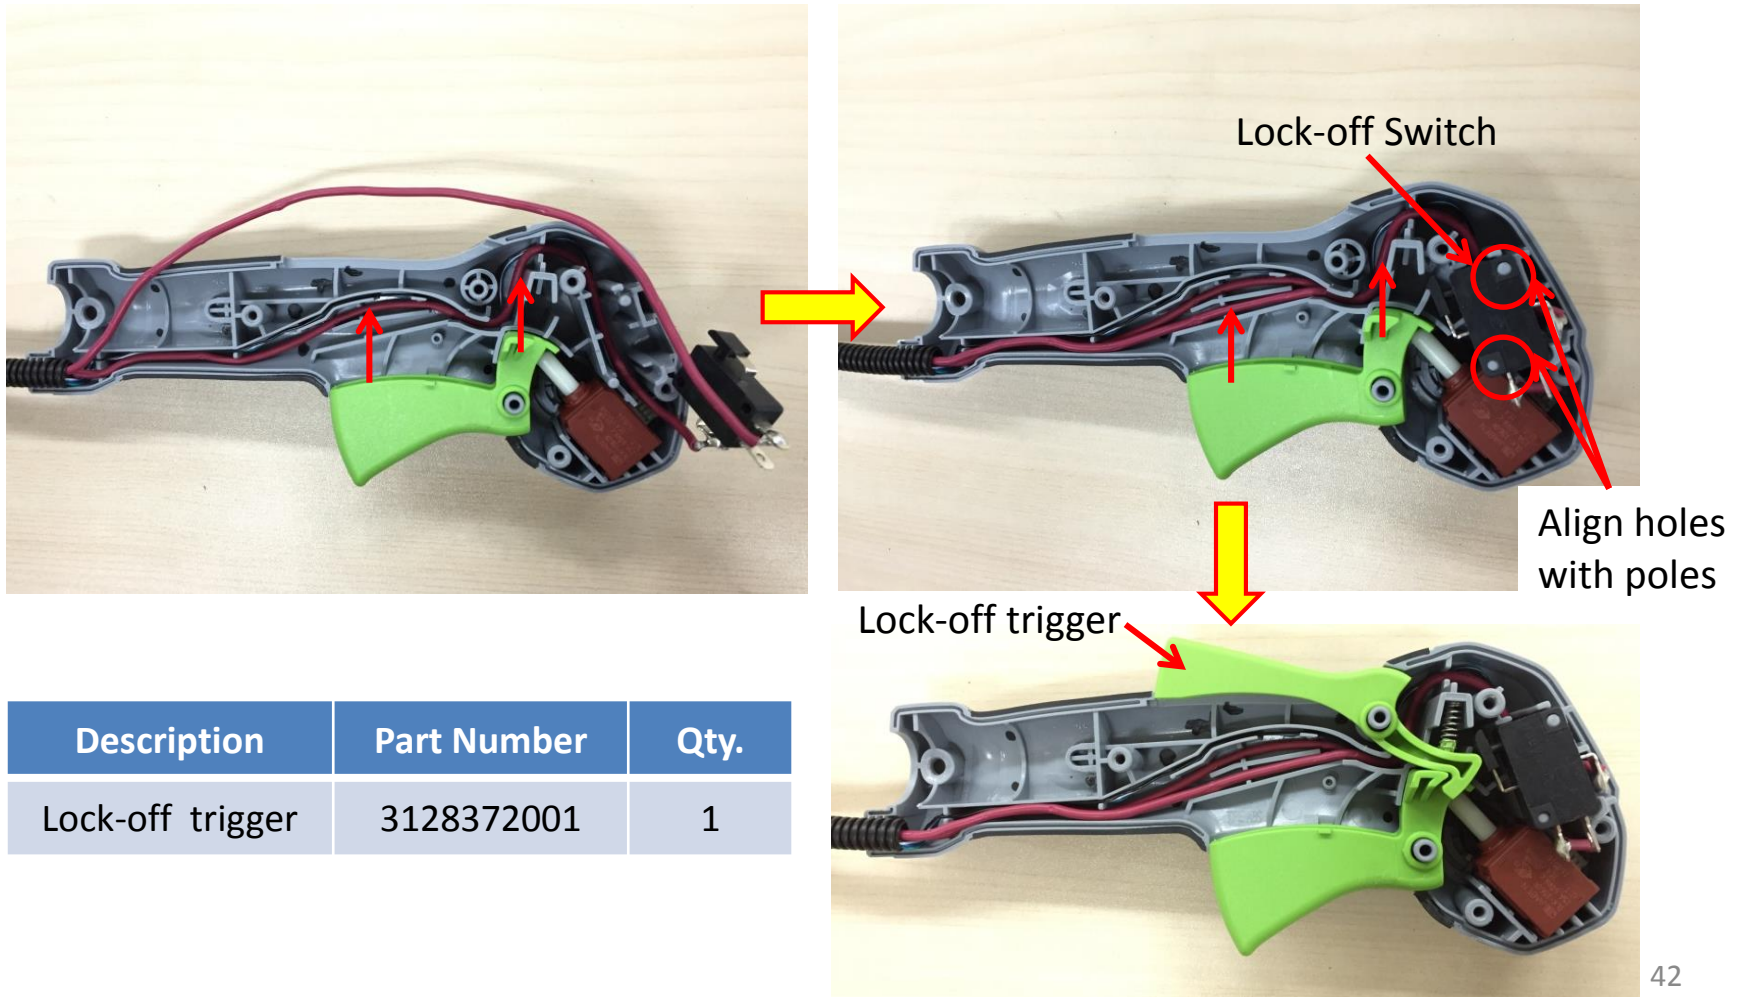 Lock-off Switch
Align holes
with poles
Lock-off trigger
Description Part Number Qty.
Lock-off trigger 3128372001 1
42